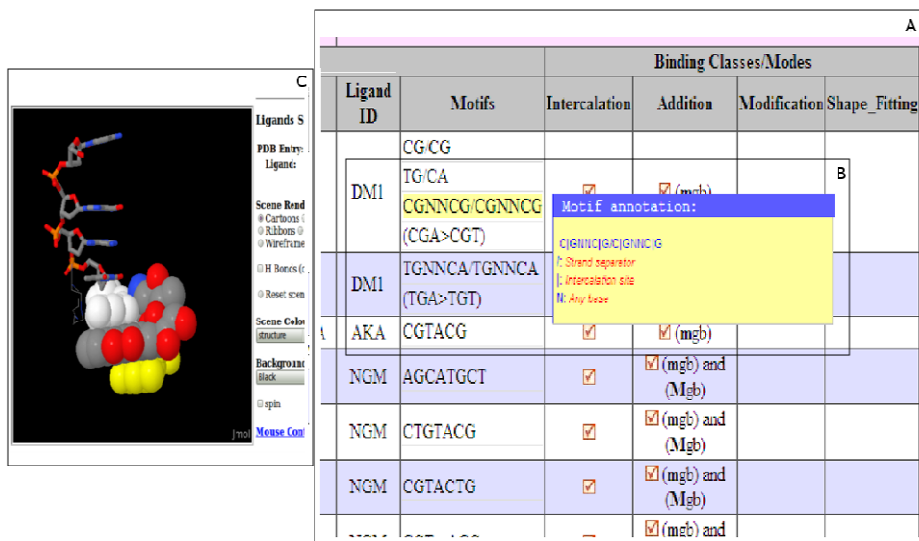 C
Ligands S
PDB Entry:
Ligand:
Scene Rend
Cartoons
Ribbons
Wireframe
H Bonds (
Reset scen
Scene Colou
structure
Background
Black
spin
Mouse Cont
Jmol
A
Binding Classes/Modes
Ligand ID Motifs Intercalation Addition Modification Shape_Fitting
CG/CG
TG/CA
B
DM1 (mgb)
CGNNCG/CGNNCG
(CGA>CGT)
Motif annotation:
C|GNNC|G/C|GNNC|G
/: Strand separator
|: Intercalation site
N: Any base
DM1
TGNNCA/TGNNCA
(TGA>TGT)
AKA CGTACG (mgb)
NGM AGCATGCT (mgb) and
(Mgb)
NGM CTGTACG (mgb) and
(Mgb)
NGM CGTACTG (mgb) and
(Mgb)
(mgb) and